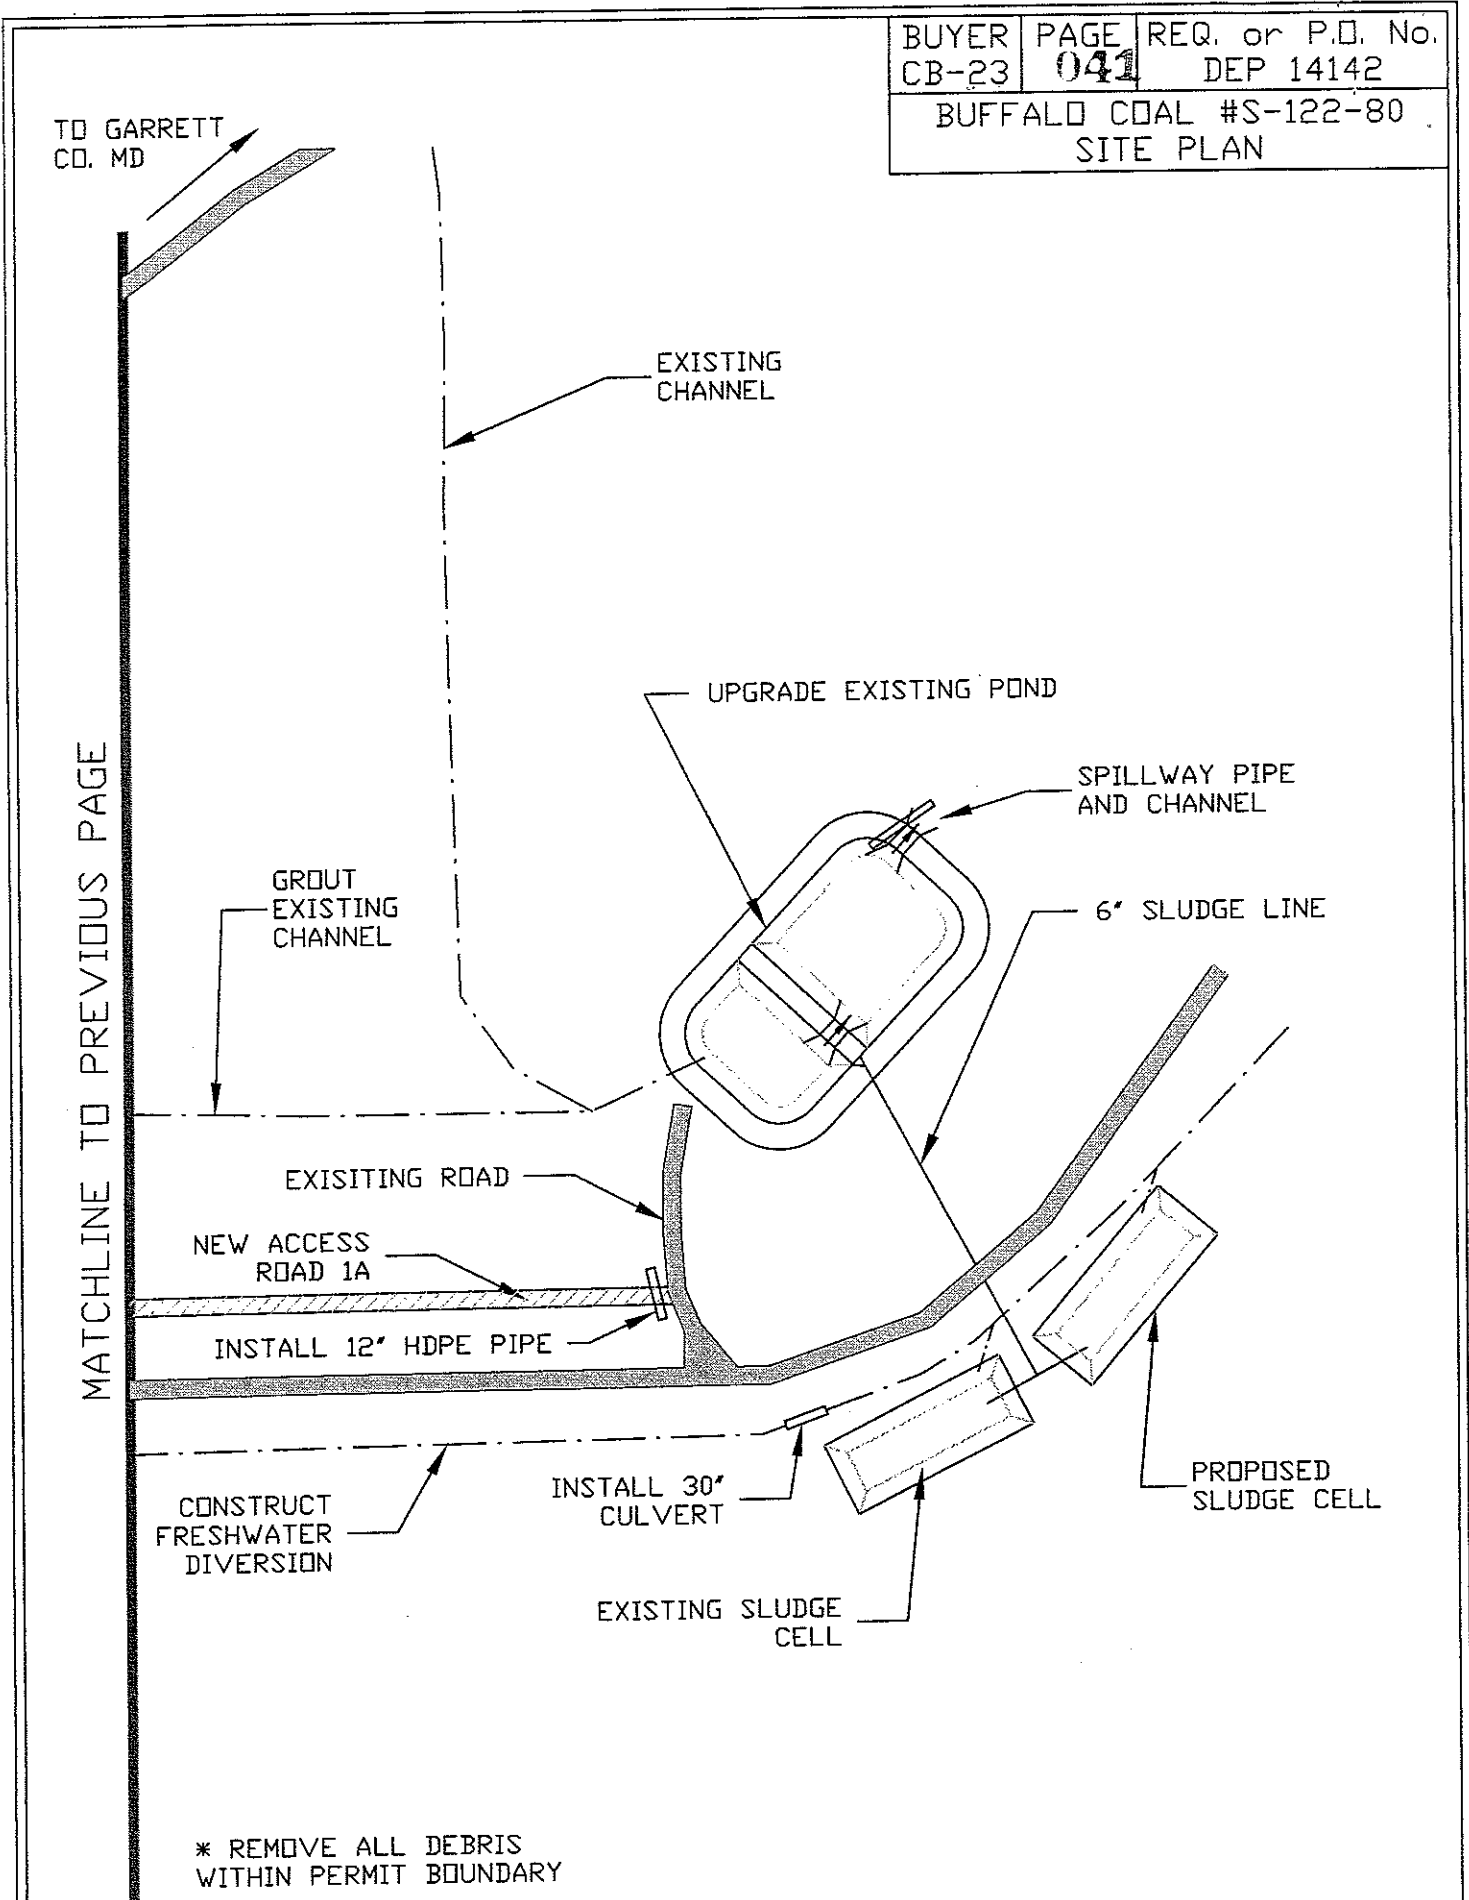 BUYER
CB-23
PAGE
041
REQ. or P.O. No.
DEP 14142
BUFFALO COAL #S-122-80
SITE PLAN
TO GARRETT
CO. MD
EXISTING
CHANNEL
UPGRADE EXISTING POND
SPILLWAY PIPE
AND CHANNEL
GROUT
EXISTING
CHANNEL
6" SLUDGE LINE
MATCHLINE TO PREVIOUS PAGE
EXISITING ROAD
NEW ACCESS
ROAD 1A
INSTALL 12" HDPE PIPE
CONSTRUCT
FRESHWATER
DIVERSION
INSTALL 30"
CULVERT
PROPOSED
SLUDGE CELL
EXISTING SLUDGE
CELL
* REMOVE ALL DEBRIS
WITHIN PERMIT BOUNDARY